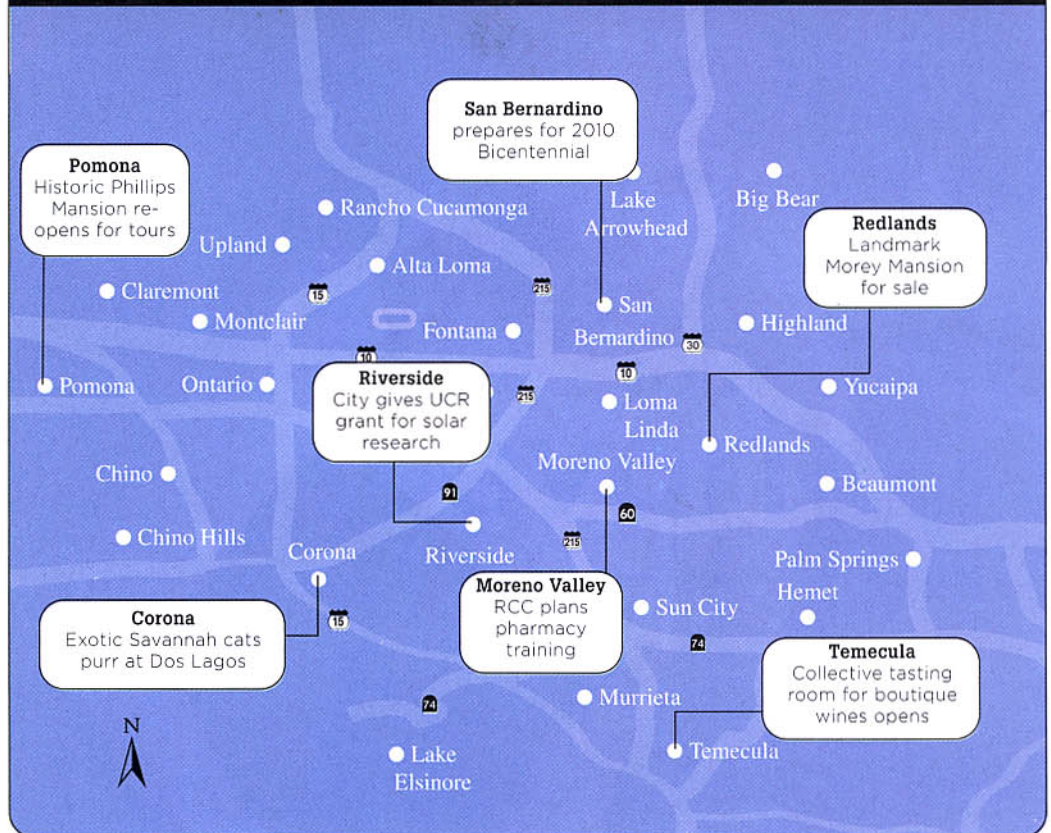 San Bernardino
prepares for 2010
Bicentennial
Pomona
Historic Phillips
Mansion re-
opens for tours
Lake
Arrowhead
Big Bear
Rancho Cucamonga
Redlands
Landmark
Morey Mansion
for sale
Upland
Alta Loma
Claremont
15
215
San
Bernardino
Montclair
Fontana
Highland
30
10
10
Riverside
City gives UCR
grant for solar
research
Pomona
Ontario
215
Loma
Linda
Yucaipa
Redlands
Moreno Valley
Chino
91
60
Beaumont
Chino Hills
Riverside
215
Corona
Palm Springs
Hemet
Moreno Valley
RCC plans
pharmacy
training
Corona
Exotic Savannah cats
purr at Dos Lagos
15
Sun City
74
Temecula
Collective tasting
room for boutique
wines opens
Murrieta
74
N
Lake
Elsinore
Temecula